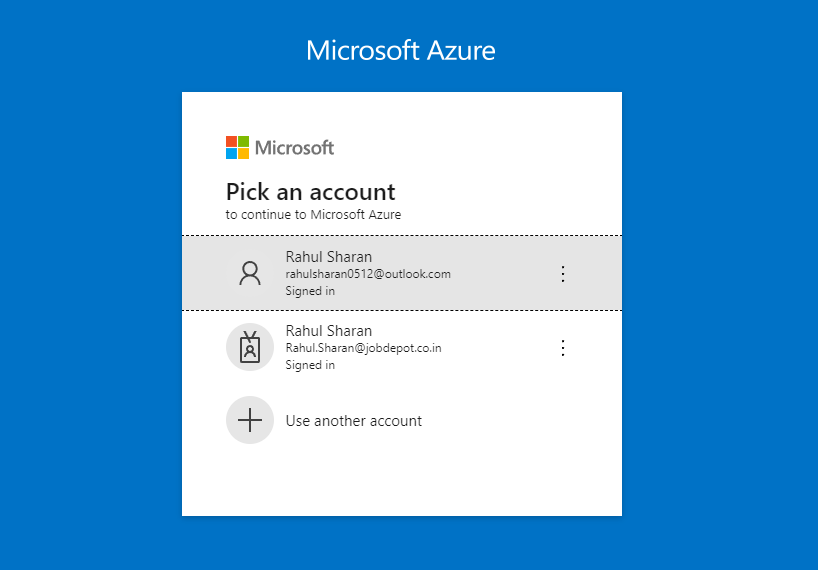 Microsoft Azure
Microsoft
Pick an account
to continue to Microsoft Azure
Rahul Sharan
rahulsharan0512@outlook.com
Signed in
Rahul Sharan
Rahul.Sharan@jobdepot.co.in
Signed in
Use another account